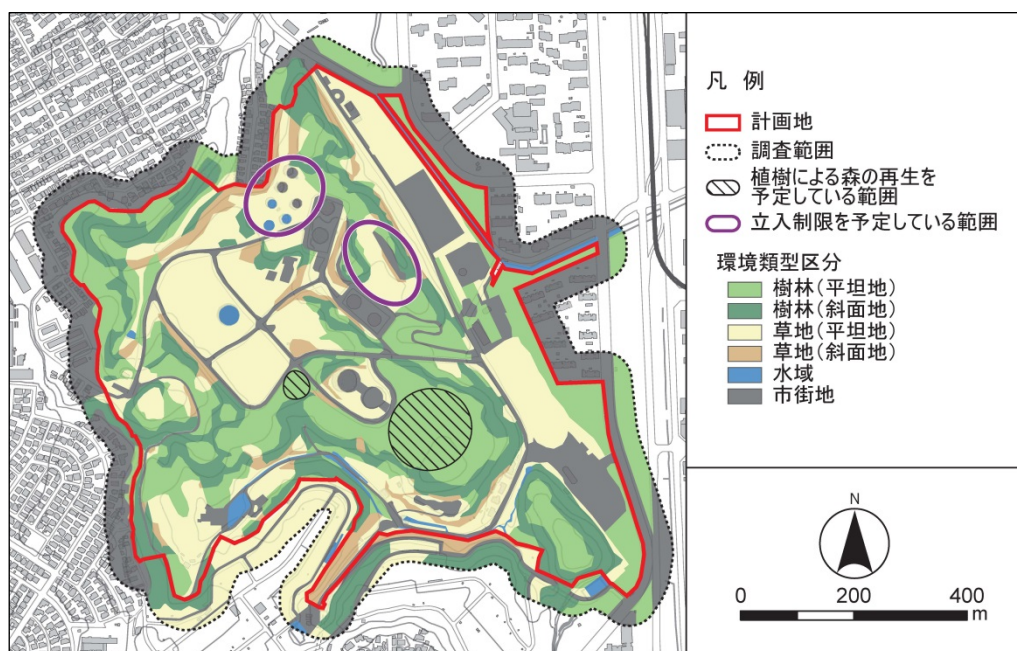 凡 例
計画地
調査範囲
植樹による森の再生を
予定している範囲
立入制限を予定している範囲
環境類型区分
樹林(平坦地)
樹林(斜面地)
草地(平坦地)
草地(斜面地)
水域
市街地
N
0 200 400
m